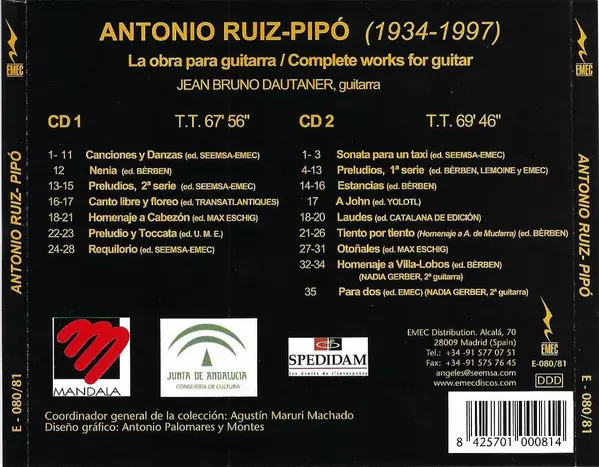 EMEC
ANTONIO RUIZ-PIPÓ (1934-1997)
La obra para guitarra / Complete works for guitar
JEAN BRUNO DAUTANER, guitarra
CD 1 T.T. 67' 56"
1- 11 Canciones y Danzas (ed. SEEMSA-EMEC)
12 Nenia (ed. BÈRBEN)
13-15 Preludios, 2ª serie (ed. SEEMSA-EMEC)
16-17 Canto libre y floreo (ed. TRANSATLANTIQUES)
18-21 Homenaje a Cabezón (ed. MAX ESCHIG)
22-23 Preludio y Toccata (ed. U. M. E.)
24-28 Requilorio (ed. SEEMSA-EMEC)
CD 2 T.T. 69' 46"
1- 3 Sonata para un taxi (ed. SEEMSA-EMEC)
4-13 Preludios, 1ª serie (ed. BÈRBEN, LEMOINE y EMEC)
14-16 Estancias (ed. BÈRBEN)
17 A John (ed. YOLOTL)
18-20 Laudes (ed. CATALANA DE EDICIÓN)
21-26 Tiento por tiento (Homenaje a A. de Mudarra) (ed. BÈRBEN)
27-31 Otoñales (ed. MAX ESCHIG)
32-34 Homenaje a Villa-Lobos (ed. BÈRBEN)
(NADIA GERBER, 2ª guitarra)
35 Para dos (ed. EMEC) (NADIA GERBER, 2ª guitarra)
MANDALA
JUNTA DE ANDALUCIA
CONSEJERIA DE CULTURA
SPEDIDAM
les droits de l'interprète
EMEC Distribution. Alcalá, 70
28009 Madrid (Spain)
Tel.: +34 -91 577 07 51
Fax: +34 -91 575 76 45
angeles@seemsa.com
www.emecdiscos.com
EMEC
E-080/81
DDD
Coordinador general de la colección: Agustín Maruri Machado
Diseño gráfico: Antonio Palomares y Montes
8 425701 000814
ANTONIO RUIZ- PIPÓ
E - 080/81
ANTONIO RUIZ- PIPÓ
E - 080/81